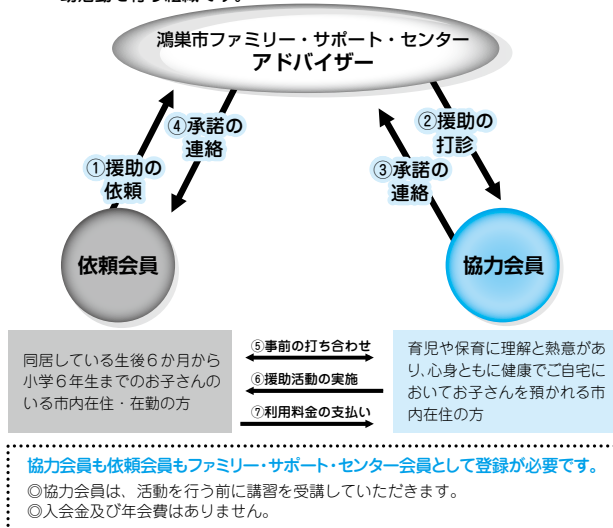 鴻巣市ファミリー・サポート・センター
アドバイザー
④承諾の
連絡
②援助の
打診
①援助の
依頼
③承諾の
連絡
依頼会員
協力会員
同居している生後6か月から
小学6年生までのお子さんの
いる市内在住・在勤の方
⑤事前の打ち合わせ
⑥援助活動の実施
⑦利用料金の支払い
育児や保育に理解と熱意があ
り、心身ともに健康でご自宅に
おいてお子さんを預かれる市
内在住の方
協力会員も依頼会員もファミリー・サポート・センター会員として登録が必要です。
◎協力会員は、活動を行う前に講習を受講していただきます。
◎入会金及び年会費はありません。